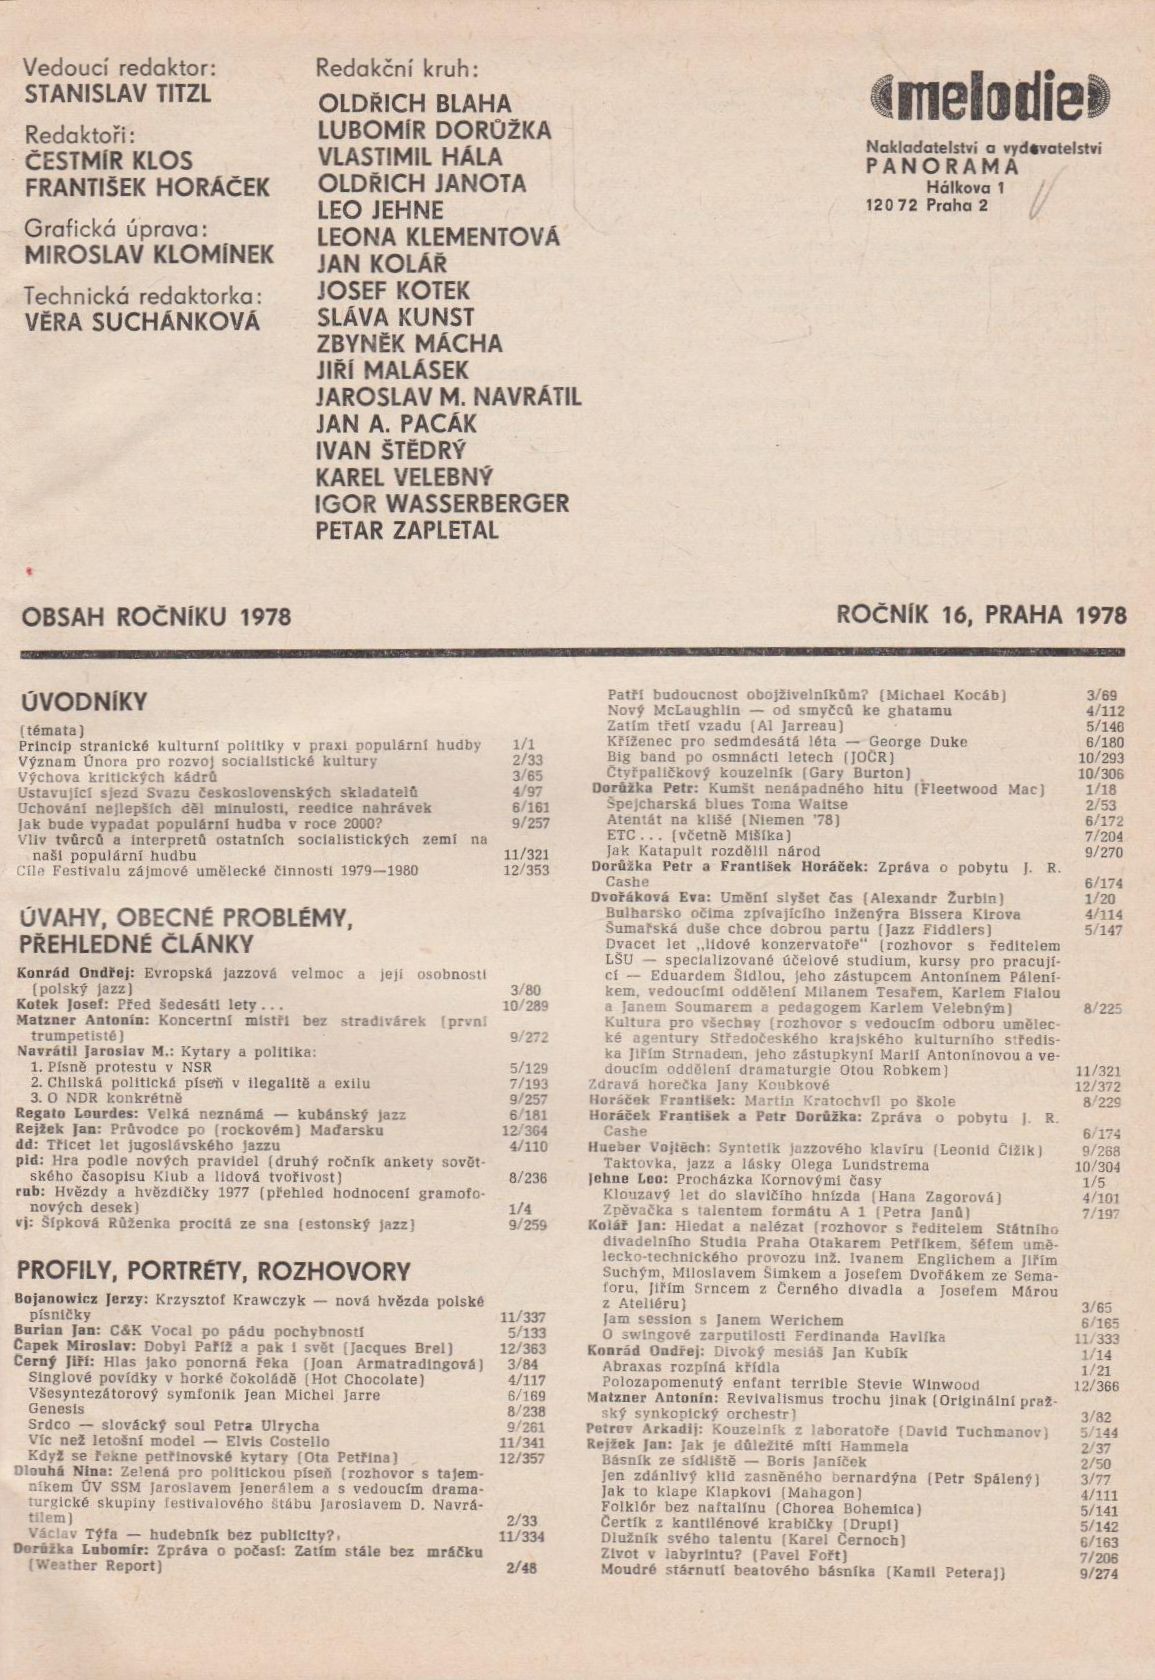 Vedoucí redaktor:
STANISLAV TITZL
Redaktoři:
ČESTMÍR KLOS
FRANTIŠEK HORÁČEK
Grafická úprava:
MIROSLAV KLOMÍNEK
Technická redaktorka:
VĚRA SUCHÁNKOVÁ
Redakční kruh:
OLDŘICH BLAHA
LUBOMÍR DORŮŽKA
VLASTIMIL HÁLA
OLDŘICH JANOTA
LEO JEHNE
LEONA KLEMENTOVÁ
JAN KOLÁŘ
JOSEF KOTEK
SLÁVA KUNST
ZBYNĚK MÁCHA
JIŘÍ MALÁSEK
JAROSLAV M. NAVRÁTIL
JAN A. PACÁK
IVAN ŠTĚDRÝ
KAREL VELEBNÝ
IGOR WASSERBERGER
PETAR ZAPLETAL
melodie
Nakladatelství a vydavatelství
PANORAMA
Hálkova 1
120 72 Praha 2
OBSAH ROČNÍKU 1978
ROČNÍK 16, PRAHA 1978
ÚVODNÍKY
(témata)
Princip stranické kulturní politiky v praxi populární hudby 1/1
Význam Února pro rozvoj socialistické kultury 2/33
Výchova kritických kádrů 3/65
Ustavující sjezd Svazu československých skladatelů 4/97
Uchování nejlepších děl minulosti, reedice nahrávek 6/161
Jak bude vypadat populární hudba v roce 2000? 9/257
Vliv tvůrců a interpretů ostatních socialistických zemí na
naši populární hudbu 11/321
Cíle Festivalu zájmové umělecké činnosti 1979—1980 12/353
ÚVAHY, OBECNÉ PROBLÉMY,
PŘEHLEDNÉ ČLÁNKY
Konrád Ondřej: Evropská jazzová velmoc a její osobnosti
(polský jazz) 3/80
Kotek Josef: Před šedesáti lety... 10/289
Matzner Antonín: Koncertní mistři bez stradivárek (první
trumpetisté) 9/272
Navrátil Jaroslav M.: Kytary a politika:
1. Písně protestu v NSR 5/129
2. Chilská politická píseň v ilegalitě a exilu 7/193
3. O NDR konkrétně 9/257
Regato Lourdes: Velká neznámá — kubánský jazz 6/181
Rejžek Jan: Průvodce po (rockovém) Maďarsku 12/364
dd: Třicet let jugoslávského jazzu 4/110
pid: Hra podle nových pravidel (druhý ročník ankety sovět-
ského časopisu Klub a lidová tvořivost) 8/236
rub: Hvězdy a hvězdičky 1977 (přehled hodnocení gramofo-
nových desek) 1/4
vj: Šípková Růženka procitá ze sna (estonský jazz) 9/259
PROFILY, PORTRÉTY, ROZHOVORY
Bojanowicz Jerzy: Krzysztof Krawczyk — nová hvězda polské
písničky 11/337
Burian Jan: C&K Vocal po pádu pochybností 5/133
Čapek Miroslav: Dobyl Paříž a pak i svět (Jacques Brel) 12/363
Černý Jiří: Hlas jako ponorná řeka (Joan Armatradingová) 3/84
Singlové povídky v horké čokoládě (Hot Chocolate) 4/117
Všesyntezátorový symfonik Jean Michel Jarre 6/169
Genesis 8/238
Srdco — slovácký soul Petra Ulrycha 9/261
Víc než letošní model — Elvis Costello 11/341
Když se řekne petřinovské kytary (Ota Petřina) 12/357
Dlouhá Nina: Zelená pro politickou píseň (rozhovor s tajem-
níkem ÚV SSM Jaroslavem Jenerálem a s vedoucím drama-
turgické skupiny festivalového štábu Jaroslavem D. Navrá-
tilem) 2/33
Václav Týfa — hudebník bez publicity? 11/334
Dorůžka Lubomír: Zpráva o počasí: Zatím stále bez mráčku
(Weather Report) 2/48
Patří budoucnost obojživelníkům? (Michael Kocáb) 3/69
Nový McLaughlin — od smyčců ke ghatamu 4/112
Zatím třetí vzadu (Al Jarreau) 5/146
Kříženec pro sedmdesátá léta — George Duke 6/180
Big band po osmnácti letech (JOČR) 10/293
Čtyřpaličkový kouzelník (Gary Burton) 10/306
Dorůžka Petr: Kumšt nenápadného hitu (Fleetwood Mac) 1/18
Špejcharská blues Toma Waitse 2/53
Atentát na klišé (Niemen '78) 6/172
ETC... (včetně Mišíka) 7/204
Jak Katapult rozdělil národ 9/270
Dorůžka Petr a František Horáček: Zpráva o pobytu J. R.
Cashe 6/174
Dvořáková Eva: Umění slyšet čas (Alexandr Žurbin) 1/20
Bulharsko očima zpívajícího inženýra Bissera Kirova 4/114
Šumařská duše chce dobrou partu (Jazz Fiddlers) 5/147
Dvacet let „lidové konzervatoře" (rozhovor s ředitelem
LŠU — specializované účelové studium, kursy pro pracují-
cí — Eduardem Šidlou, jeho zástupcem Antonínem Pálení-
kem, vedoucími oddělení Milanem Tesařem, Karlem Fialou
a Janem Soumarem a pedagogem Karlem Velebným) 8/225
Kultura pro všechny (rozhovor s vedoucím odboru umělec-
ké agentury Středočeského krajského kulturního středis-
ka Jiřím Strnadem, jeho zástupkyní Marií Antonínovou a ve-
doucím oddělení dramaturgie Otou Robkem) 11/321
Zdravá horečka Jany Koubkové 12/372
Horáček František: Martin Kratochvíl po škole 8/229
Horáček František a Petr Dorůžka: Zpráva o pobytu J. R.
Cashe 6/174
Hueber Vojtěch: Syntetik jazzového klavíru (Leonid Čižik) 9/268
Taktovka, jazz a lásky Olega Lundstrema 10/304
Jehne Leo: Procházka Kornovými časy 1/5
Klouzavý let do slavičího hnízda (Hana Zagorová) 4/101
Zpěvačka s talentem formátu A 1 (Petra Janů) 7/197
Kolář Jan: Hledat a nalézat (rozhovor s ředitelem Státního
divadelního Studia Praha Otakarem Petříkem, šéfem umě-
lecko-technického provozu inž. Ivanem Englichem a Jiřím
Suchým, Miloslavem Šimkem a Josefem Dvořákem ze Sema-
foru, Jiřím Srncem z Černého divadla a Josefem Márou
z Ateliéru) 3/65
Jam session s Janem Werichem 6/165
O swingové zarputilosti Ferdinanda Havlíka 11/333
Konrád Ondřej: Divoký mesiáš Jan Kubík 1/14
Abraxas rozpíná křídla 1/21
Polozapomenutý enfant terrible Stevie Winwood 12/366
Matzner Antonín: Revivalismus trochu jinak (Originální praž-
ský synkopický orchestr) 3/82
Petrov Arkadij: Kouzelník z laboratoře (David Tuchmanov) 5/144
Rejžek Jan: Jak je důležité míti Hammela 2/37
Básník ze sídliště — Boris Janíček 2/50
Jen zdánlivý klid zasněného bernardýna (Petr Spálený) 3/77
Jak to klape Klapkovi (Mahagon) 4/111
Folklór bez naftalínu (Chorea Bohemica) 5/141
Čertík z kantilénové krabičky (Drupi) 5/142
Dlužník svého talentu (Karel Černoch) 6/163
Život v labyrintu? (Pavel Fořt) 7/206
Moudré stárnutí beatového básníka (Kamil Peteraj) 9/274